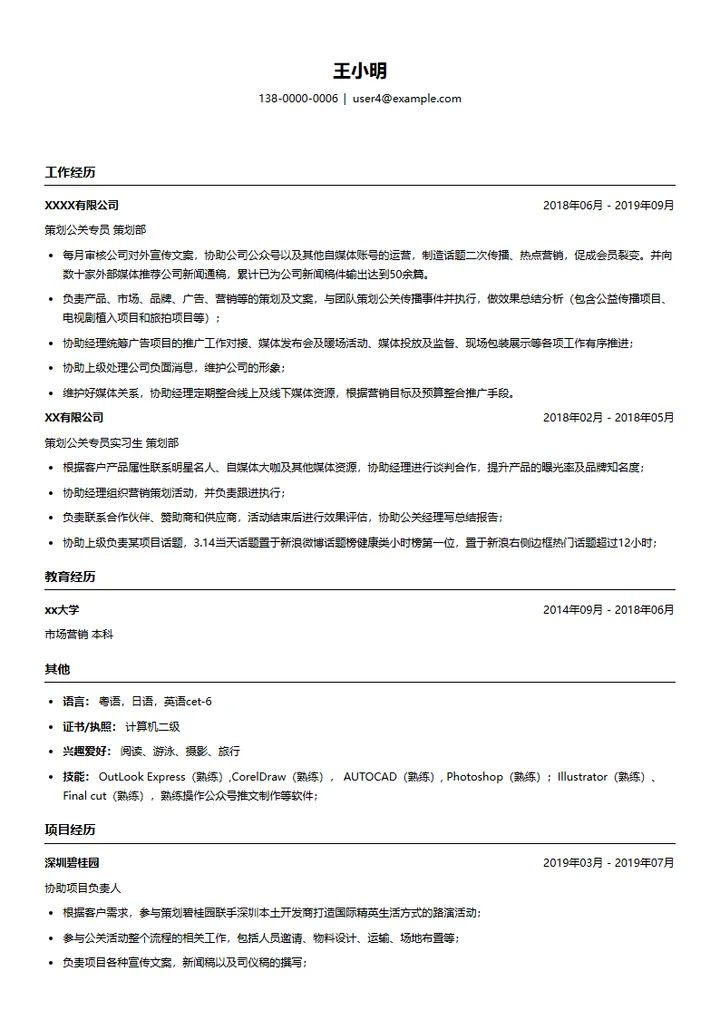 王小明
138-0000-0006 | user4@example.com
工作经历
XXXX有限公司 2018年06月 - 2019年09月
策划公关专员 策划部
• 每月审核公司对外宣传文案，协助公司公众号以及其他自媒体账号的运营，制造话题二次传播、热点营销，促成会员裂变。并向
数十家外部媒体推荐公司新闻通稿，累计已为公司新闻稿件输出达到50余篇。
• 负责产品、市场、品牌、广告、营销等的策划及文案，与团队策划公关传播事件并执行，做效果总结分析（包含公益传播项目、
电视剧植入项目和旅拍项目等）；
• 协助经理统筹广告项目的推广工作对接、媒体发布会及暖场活动、媒体投放及监督、现场包装展示等各项工作有序推进；
• 协助上级处理公司负面消息，维护公司的形象；
• 维护好媒体关系，协助经理定期整合线上及线下媒体资源，根据营销目标及预算整合推广手段。
XX有限公司 2018年02月 - 2018年05月
策划公关专员实习生 策划部
• 根据客户产品属性联系明星名人、自媒体大咖及其他媒体资源，协助经理进行谈判合作，提升产品的曝光率及品牌知名度；
• 协助经理组织营销策划活动，并负责跟进执行；
• 负责联系合作伙伴、赞助商和供应商，活动结束后进行效果评估，协助公关经理写总结报告；
• 协助上级负责某项目话题，3.14当天话题置于新浪微博话题榜健康类小时榜第一位，置于新浪右侧边框热门话题超过12小时；
教育经历
xx大学 2014年09月 - 2018年06月
市场营销 本科
其他
• 语言： 粤语，日语，英语cet-6
• 证书/执照： 计算机二级
• 兴趣爱好： 阅读、游泳、摄影、旅行
• 技能： OutLook Express（熟练）,CorelDraw（熟练）， AUTOCAD（熟练）, Photoshop（熟练）；Illustrator（熟练）、
Final cut（熟练），熟练操作公众号推文制作等软件；
项目经历
深圳碧桂园 2019年03月 - 2019年07月
协助项目负责人
• 根据客户需求，参与策划碧桂园联手深圳本土开发商打造国际精英生活方式的路演活动；
• 参与公关活动整个流程的相关工作，包括人员邀请、物料设计、运输、场地布置等；
• 负责项目各种宣传文案，新闻稿以及司仪稿的撰写；